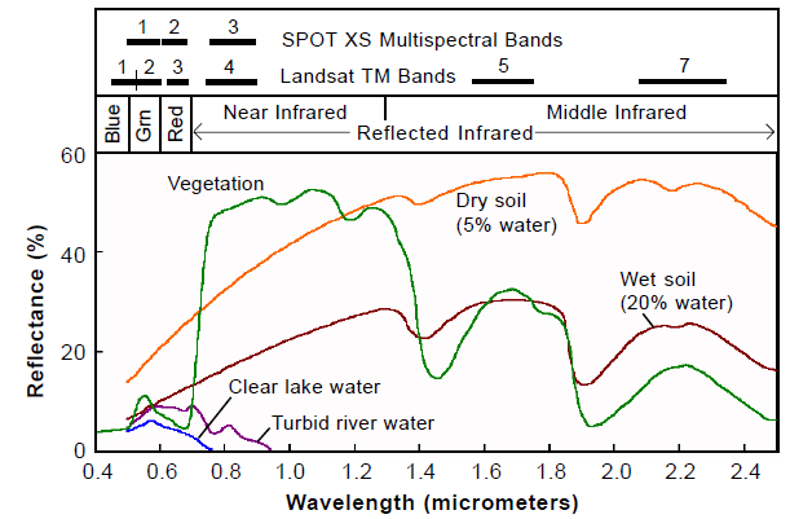 1 2 3
SPOT XS Multispectral Bands
1 2 3 4 5 7
Landsat TM Bands
Blue
Grn
Red
Near Infrared
Middle Infrared
Reflected Infrared
60
40
20
0
Reflectance (%)
Vegetation
Dry soil
(5% water)
Wet soil
(20% water)
Clear lake water
Turbid river water
0.4 0.6 0.8 1.0 1.2 1.4 1.6 1.8 2.0 2.2 2.4
Wavelength (micrometers)